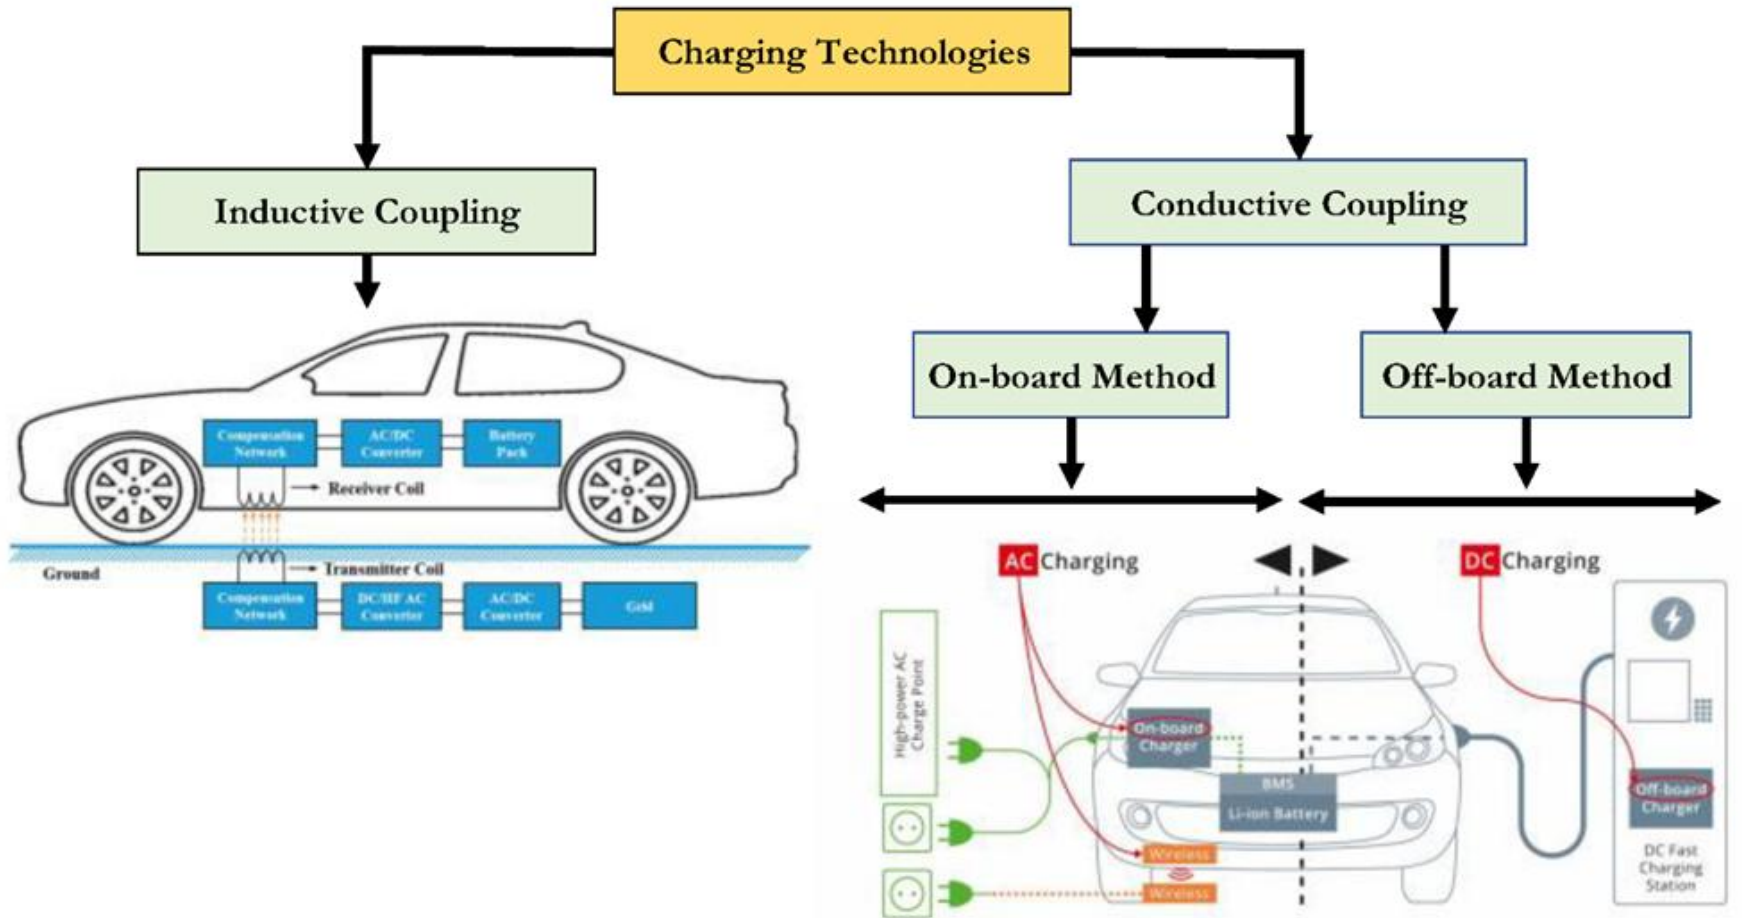 Charging Technologies
Inductive Coupling
Conductive Coupling
On-board Method
Off-board Method
Compensation
Network
AC/DC
Converter
Battery
Pack
Receiver Coil
Ground
Transmitter Coil
Compensation
Network
DC/HF AC
Converter
AC/DC
Converter
Grid
AC Charging
DC Charging
High-power AC
Charge Point
On-board
Charger
BMS
Li-ion Battery
Wireless
Wireless
Off-board
Charger
DC Fast
Charging
Station